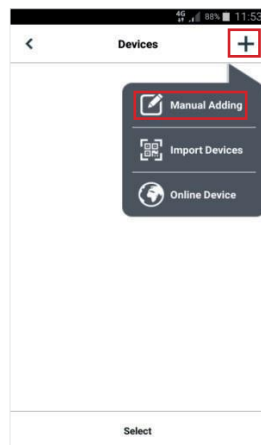 4G 88% 11:53
Devices
Manual Adding
Import Devices
Online Device
Select